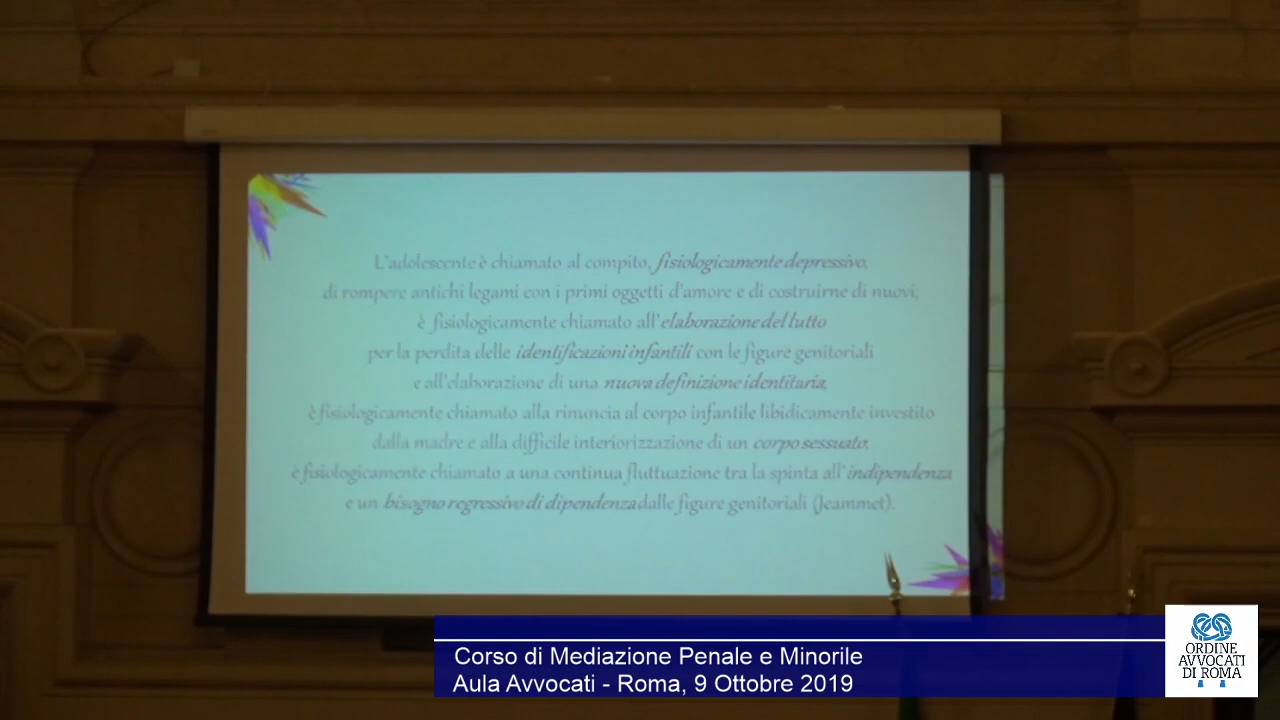 L'adolescente è chiamato al compito, fisiologicamente depressivo,
di rompere antichi legami con i primi oggetti d'amore e di costruirne di nuovi;
è fisiologicamente chiamato all'elaborazione del lutto
per la perdita delle identificazioni infantili con le figure genitoriali
e all'elaborazione di una nuova definizione identitaria,
è fisiologicamente chiamato alla rinuncia al corpo infantile libidicamente investito
dalla madre e alla difficile interiorizzazione di un corpo sessuato,
è fisiologicamente chiamato a una continua fluttuazione tra la spinta all'indipendenza
e un bisogno regressivo di dipendenza dalle figure genitoriali (Jeammet).
Corso di Mediazione Penale e Minorile
Aula Avvocati - Roma, 9 Ottobre 2019
ORDINE
AVVOCATI
DI ROMA